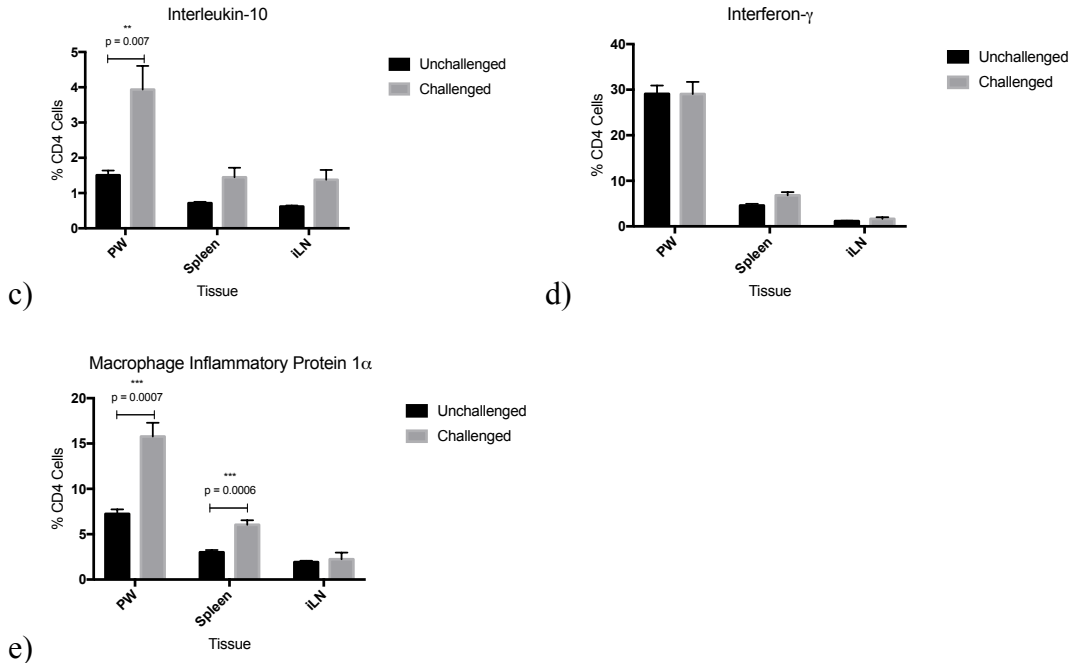 Interleukin-10
**
p = 0.007
5
4
3
2
1
0
% CD4 Cells
PW
Spleen
iLN
Tissue
Unchallenged
Challenged
c)
Interferon-γ
40
30
20
10
0
% CD4 Cells
PW
Spleen
iLN
Tissue
Unchallenged
Challenged
d)
Macrophage Inflammatory Protein 1α
***
p = 0.0007
***
p = 0.0006
20
15
10
5
0
% CD4 Cells
PW
Spleen
iLN
Tissue
Unchallenged
Challenged
e)